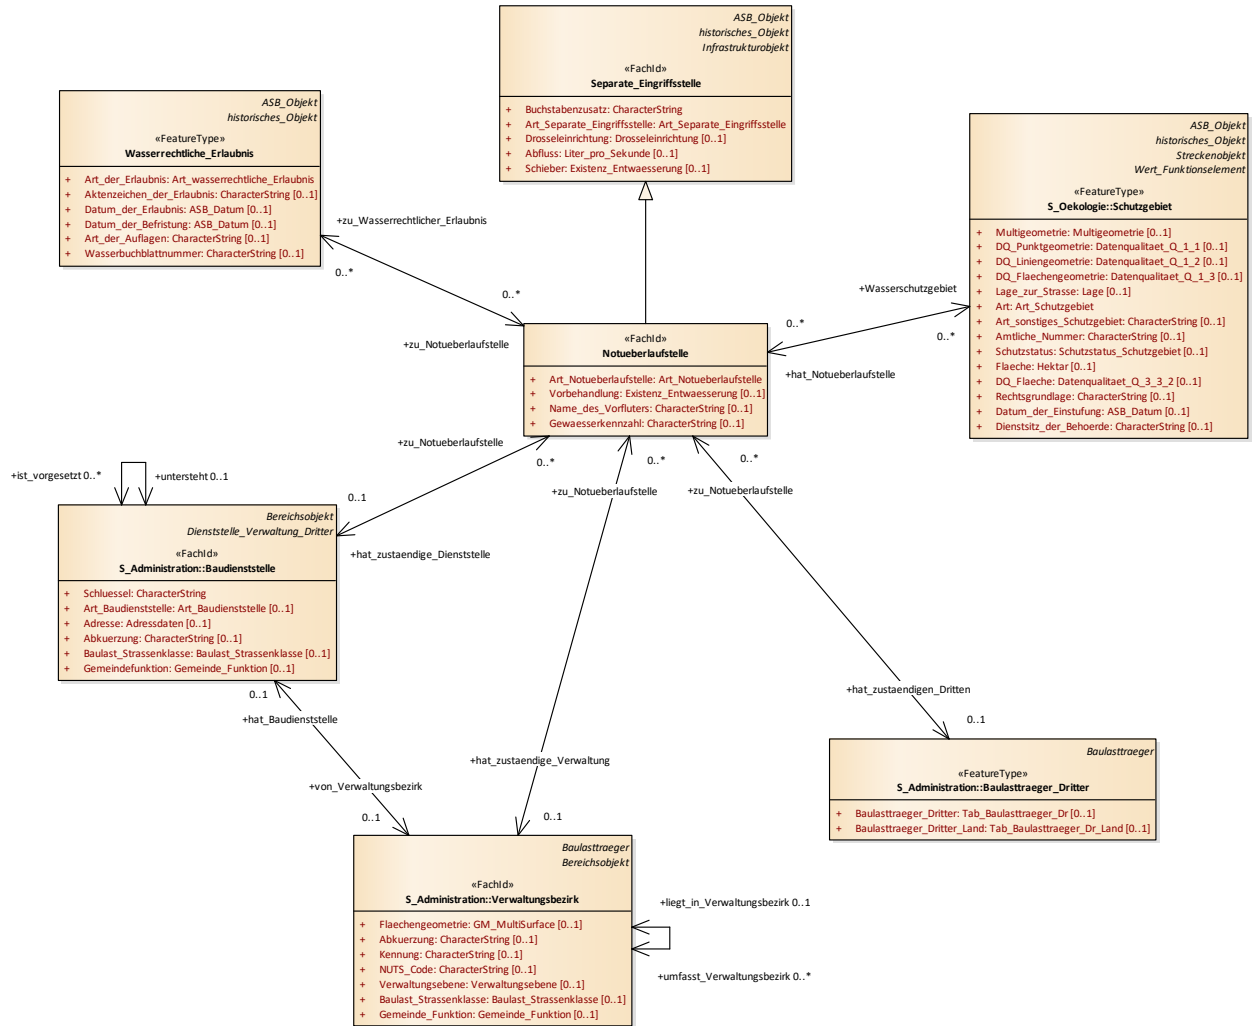 ASB_Objekt
historisches_Objekt
Infrastrukturobjekt
«FachId»
Separate_Eingriffsstelle
+ Buchstabenzusatz: CharacterString
+ Art_Separate_Eingriffsstelle: Art_Separate_Eingriffsstelle
+ Drosseleinrichtung: Drosseleinrichtung [0..1]
+ Abfluss: Liter_pro_Sekunde [0..1]
+ Schieber: Existenz_Entwaesserung [0..1]
ASB_Objekt
historisches_Objekt
«FeatureType»
Wasserrechtliche_Erlaubnis
+ Art_der_Erlaubnis: Art_wasserrechtliche_Erlaubnis
+ Aktenzeichen_der_Erlaubnis: CharacterString [0..1]
+ Datum_der_Erlaubnis: ASB_Datum [0..1]
+ Datum_der_Befristung: ASB_Datum [0..1]
+ Art_der_Auflagen: CharacterString [0..1]
+ Wasserbuchblattnummer: CharacterString [0..1]
ASB_Objekt
historisches_Objekt
Streckenobjekt
Wert_Funktionselement
«FeatureType»
S_Oekologie::Schutzgebiet
+ Multigeometrie: Multigeometrie [0..1]
+ DQ_Punktgeometrie: Datenqualitaet_Q_1_1 [0..1]
+ DQ_Liniengeometrie: Datenqualitaet_Q_1_2 [0..1]
+ DQ_Flaechengeometrie: Datenqualitaet_Q_1_3 [0..1]
+ Lage_zur_Strasse: Lage [0..1]
+ Art: Art_Schutzgebiet
+ Art_sonstiges_Schutzgebiet: CharacterString [0..1]
+ Amtliche_Nummer: CharacterString [0..1]
+ Schutzstatus: Schutzstatus_Schutzgebiet [0..1]
+ Flaeche: Hektar [0..1]
+ DQ_Flaeche: Datenqualitaet_Q_3_3_2 [0..1]
+ Rechtsgrundlage: CharacterString [0..1]
+ Datum_der_Einstufung: ASB_Datum [0..1]
+ Dienstsitz_der_Behoerde: CharacterString [0..1]
+zu_Wasserrechtlicher_Erlaubnis
0..*
0..*
+zu_Notueberlaufstelle
+Wasserschutzgebiet
0..*
0..*
+hat_Notueberlaufstelle
«FachId»
Notueberlaufstelle
+ Art_Notueberlaufstelle: Art_Notueberlaufstelle
+ Vorbehandlung: Existenz_Entwaesserung [0..1]
+ Name_des_Vorfluters: CharacterString [0..1]
+ Gewaesserkennzahl: CharacterString [0..1]
+zu_Notueberlaufstelle
0..*
0..1
+hat_zustaendige_Dienststelle
0..*
+zu_Notueberlaufstelle
0..*
+zu_Notueberlaufstelle
+ist_vorgesetzt 0..*
+untersteht 0..1
Bereichsobjekt
Dienststelle_Verwaltung_Dritter
«FachId»
S_Administration::Baudienststelle
+ Schluessel: CharacterString
+ Art_Baudienststelle: Art_Baudienststelle [0..1]
+ Adresse: Adressdaten [0..1]
+ Abkuerzung: CharacterString [0..1]
+ Baulast_Strassenklasse: Baulast_Strassenklasse [0..1]
+ Gemeindefunktion: Gemeinde_Funktion [0..1]
0..1
+hat_Baudienststelle
+von_Verwaltungsbezirk
0..1
+hat_zustaendige_Verwaltung
0..1
+hat_zustaendigen_Dritten
0..1
Baulasttraeger
«FeatureType»
S_Administration::Baulasttraeger_Dritter
+ Baulasttraeger_Dritter: Tab_Baulasttraeger_Dr [0..1]
+ Baulasttraeger_Dritter_Land: Tab_Baulasttraeger_Dr_Land [0..1]
Baulasttraeger
Bereichsobjekt
«FachId»
S_Administration::Verwaltungsbezirk
+ Flaechengeometrie: GM_MultiSurface [0..1]
+ Abkuerzung: CharacterString [0..1]
+ Kennung: CharacterString [0..1]
+ NUTS_Code: CharacterString [0..1]
+ Verwaltungsebene: Verwaltungsebene [0..1]
+ Baulast_Strassenklasse: Baulast_Strassenklasse [0..1]
+ Gemeinde_Funktion: Gemeinde_Funktion [0..1]
+liegt_in_Verwaltungsbezirk 0..1
+umfasst_Verwaltungsbezirk 0..*